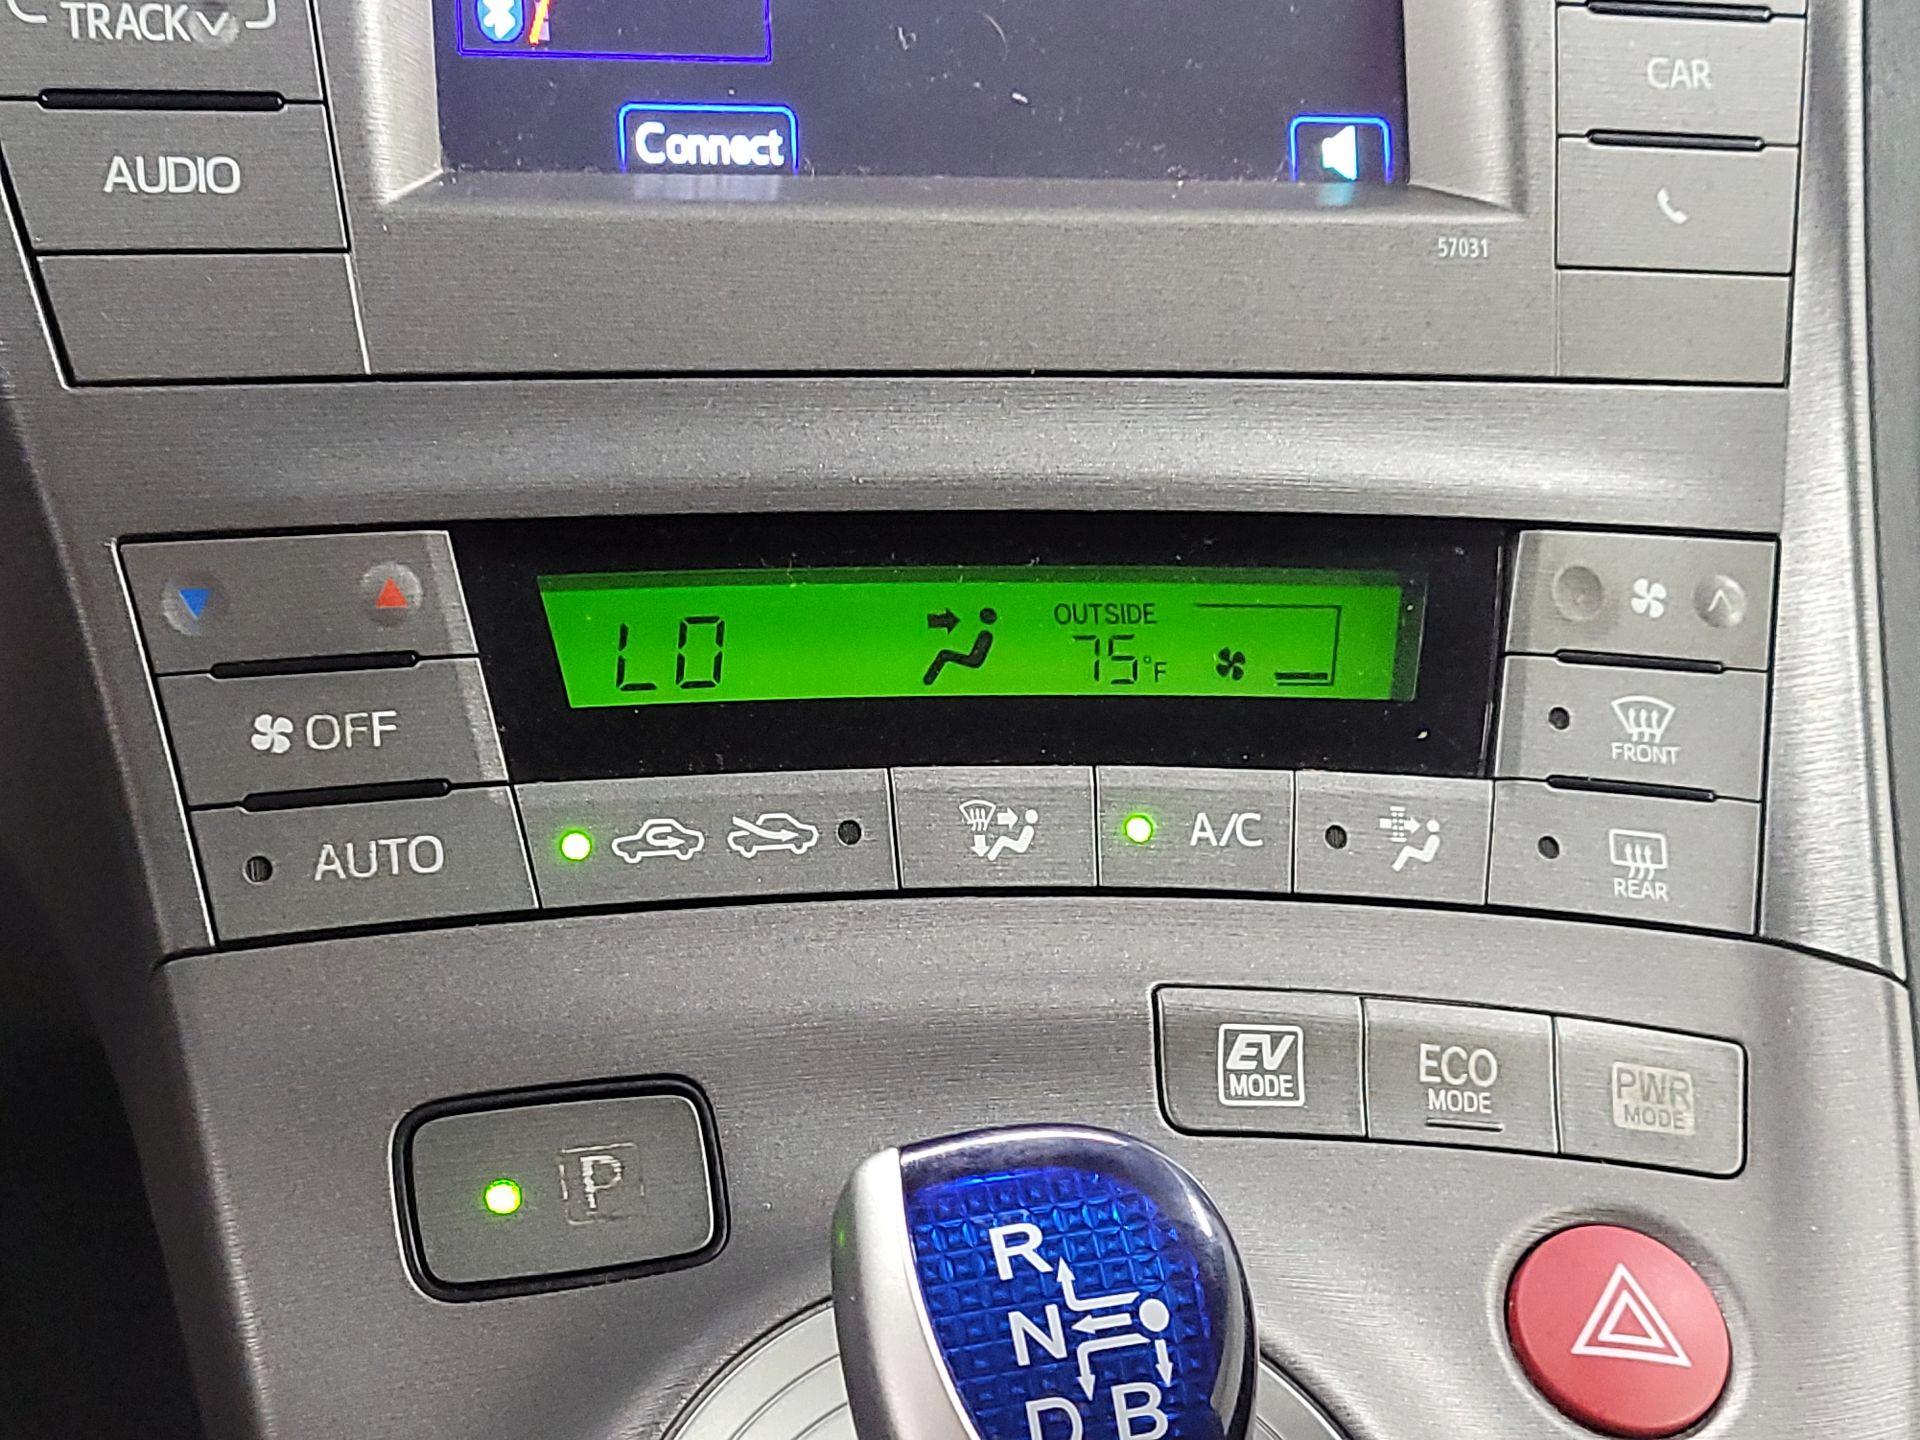 TRACK
AUDIO
Connect
CAR
57031
LO
OUTSIDE
75°F
OFF
AUTO
A/C
FRONT
REAR
EV
MODE
ECO
MODE
PWR
MODE
P
R
N
D B